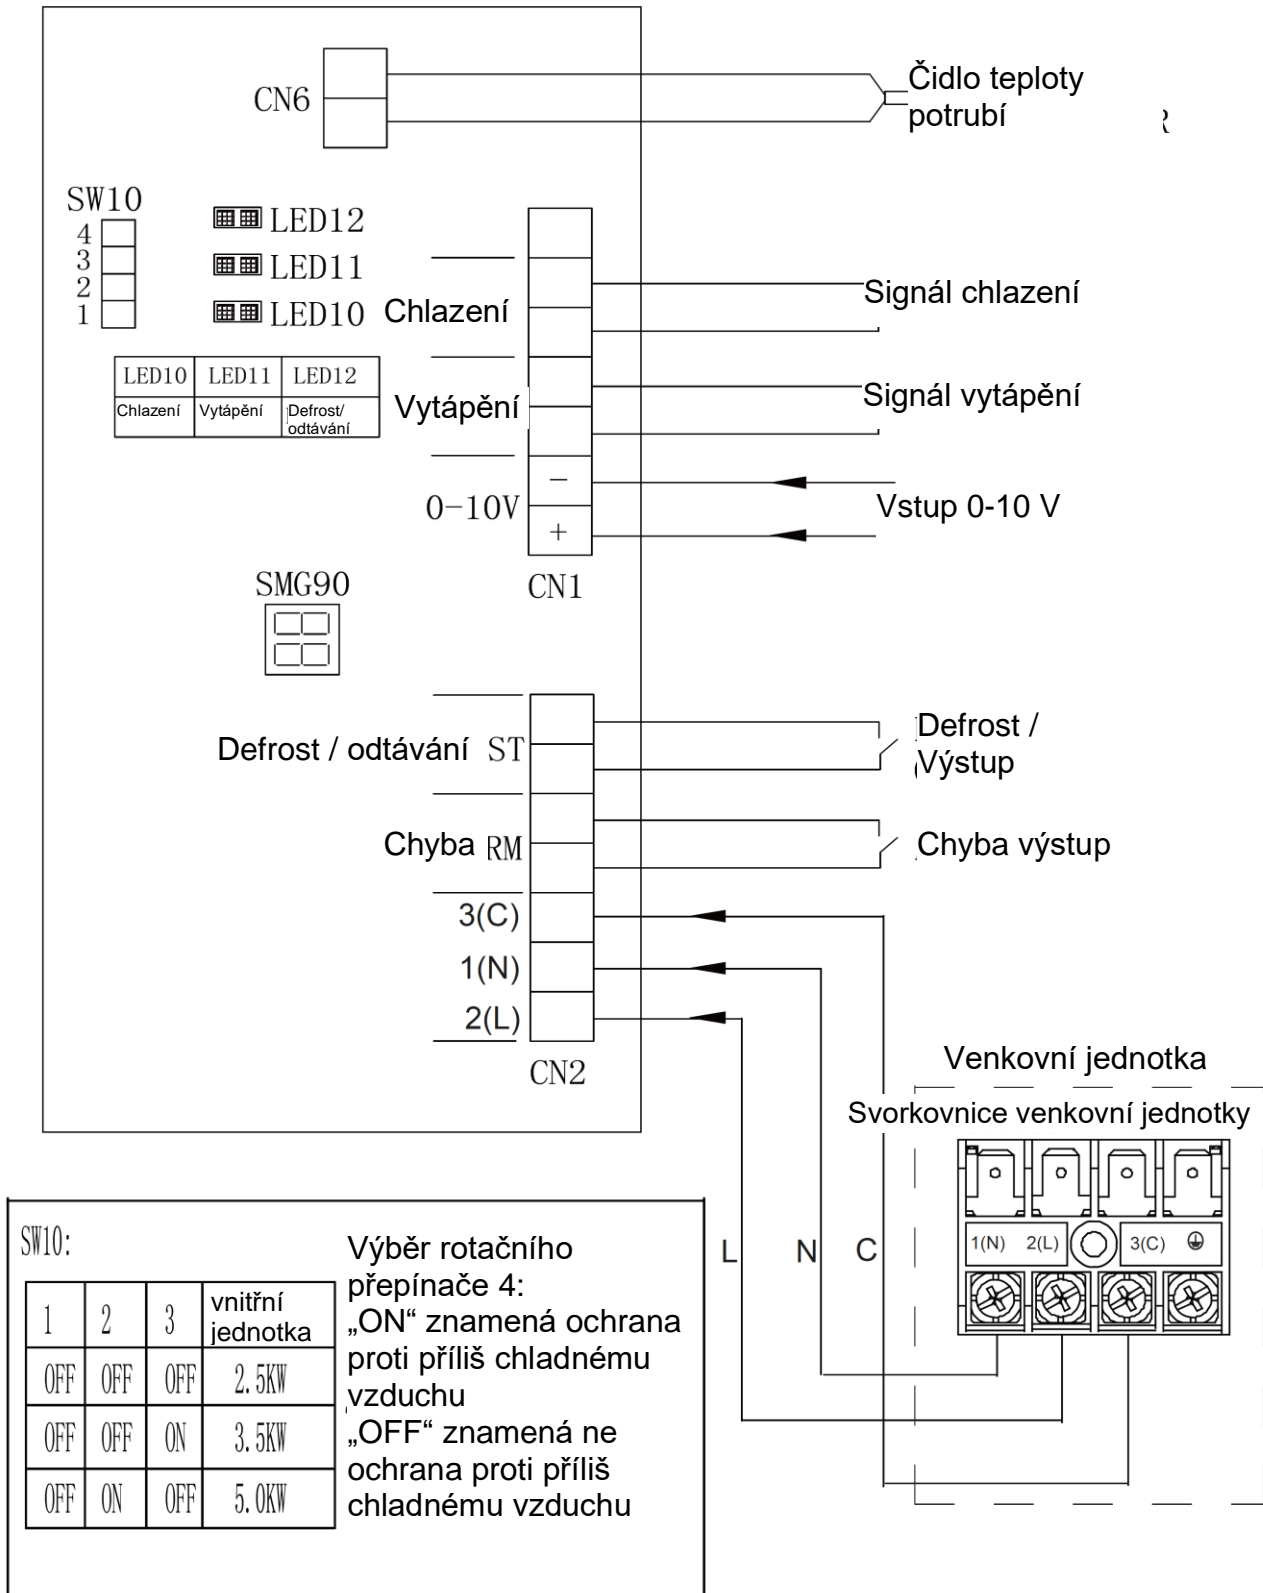 CN6
Čidlo teploty
potrubí
SW10
4
3
2
1
LED12
LED11
LED10
Chlazení
Signál chlazení
LED10 LED11 LED12
Chlazení Vytápění Defrost/
odtávání
Vytápění
Signál vytápění
0-10V
-
+
Vstup 0-10 V
CN1
SMG90
Defrost / odtávání ST
Defrost /
Výstup
Chyba RM
Chyba výstup
3(C)
1(N)
2(L)
CN2
Venkovní jednotka
Svorkovnice venkovní jednotky
1(N) 2(L) 3(C)
L N C
SW10:
1 2 3 vnitřní
jednotka
OFF OFF OFF 2.5KW
OFF OFF ON 3.5KW
OFF ON OFF 5.0KW
Výběr rotačního
přepínače 4:
„ON“ znamená ochrana
proti příliš chladnému
vzduchu
„OFF“ znamená ne
ochrana proti příliš
chladnému vzduchu